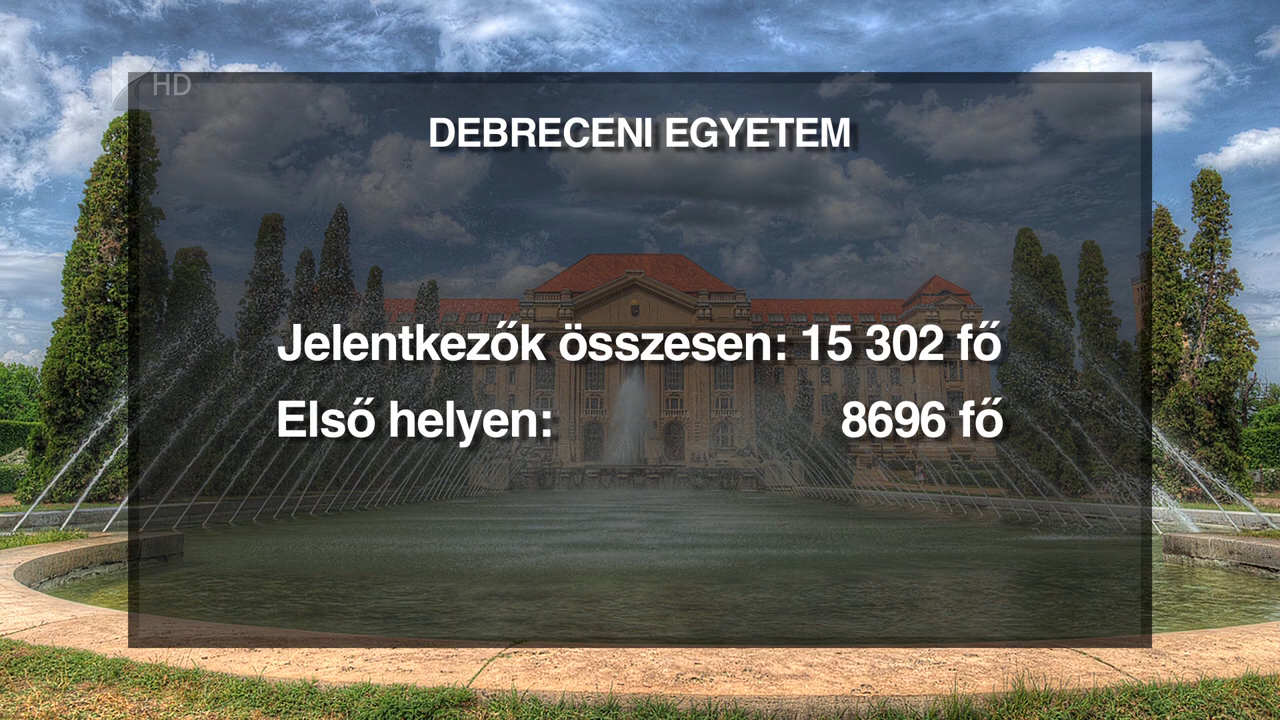 HD
DEBRECENI EGYETEM
Jelentkezők összesen: 15 302 fő
Első helyen: 8696 fő